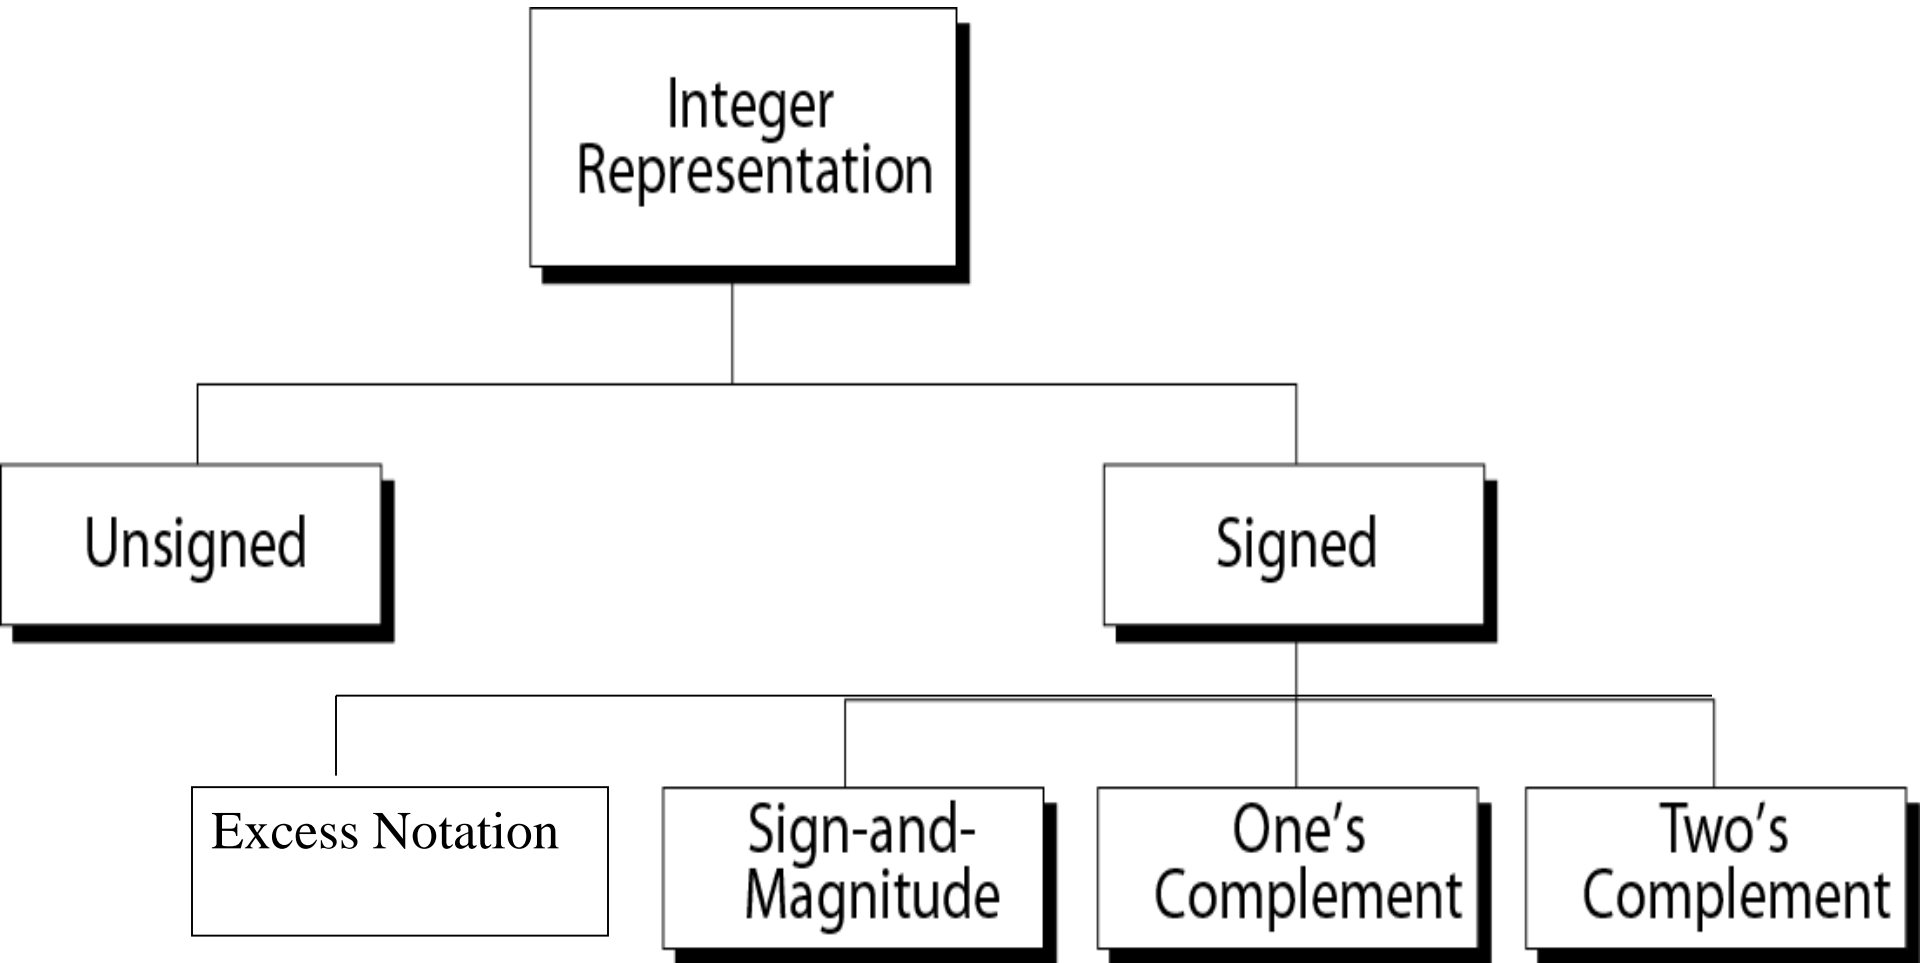 Integer
Representation
Unsigned
Signed
Excess Notation
Sign-and-
Magnitude
One’s
Complement
Two’s
Complement